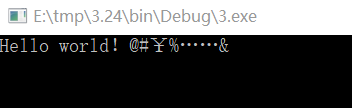 E:\tmp\3.24\bin\Debug\3.exe
Hello world! @#￥%……&